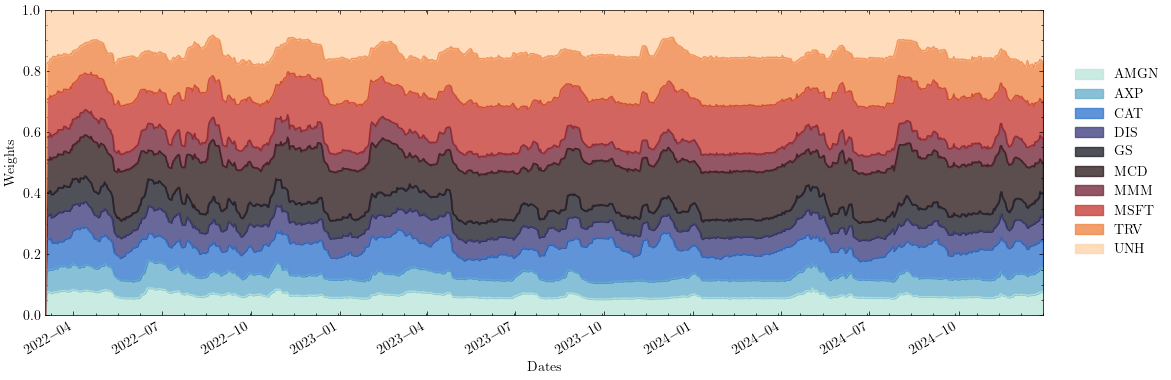 1.0
0.8
0.6
0.4
0.2
0.0
Weights
2022−04
2022−07
2022−10
2023−01
2023−04
2023−07
2023−10
2024−01
2024−04
2024−07
2024−10
Dates
AMGN
AXP
CAT
DIS
GS
MCD
MMM
MSFT
TRV
UNH